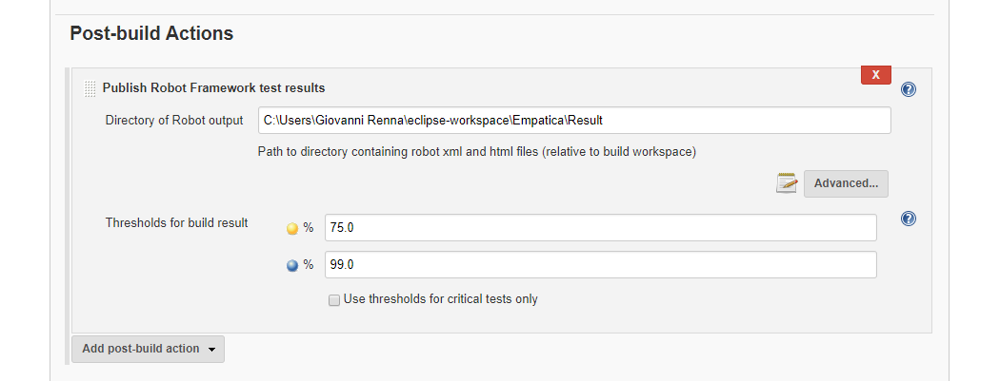 Post-build Actions
X
Publish Robot Framework test results
?
Directory of Robot output C:\Users\Giovanni Renna\eclipse-workspace\Empatica\Result
Path to directory containing robot xml and html files (relative to build workspace)
Advanced...
Thresholds for build result % 75.0
?
% 99.0
Use thresholds for critical tests only
Add post-build action